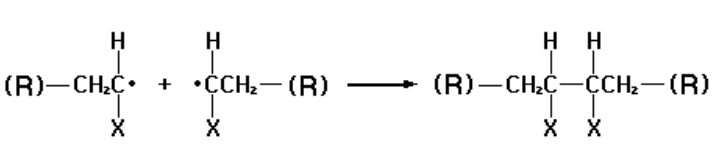 H H H H
(R)—CH₂C• + •CCH₂—(R) ⟶ (R)—CH₂C—CCH₂—(R)
X X X X